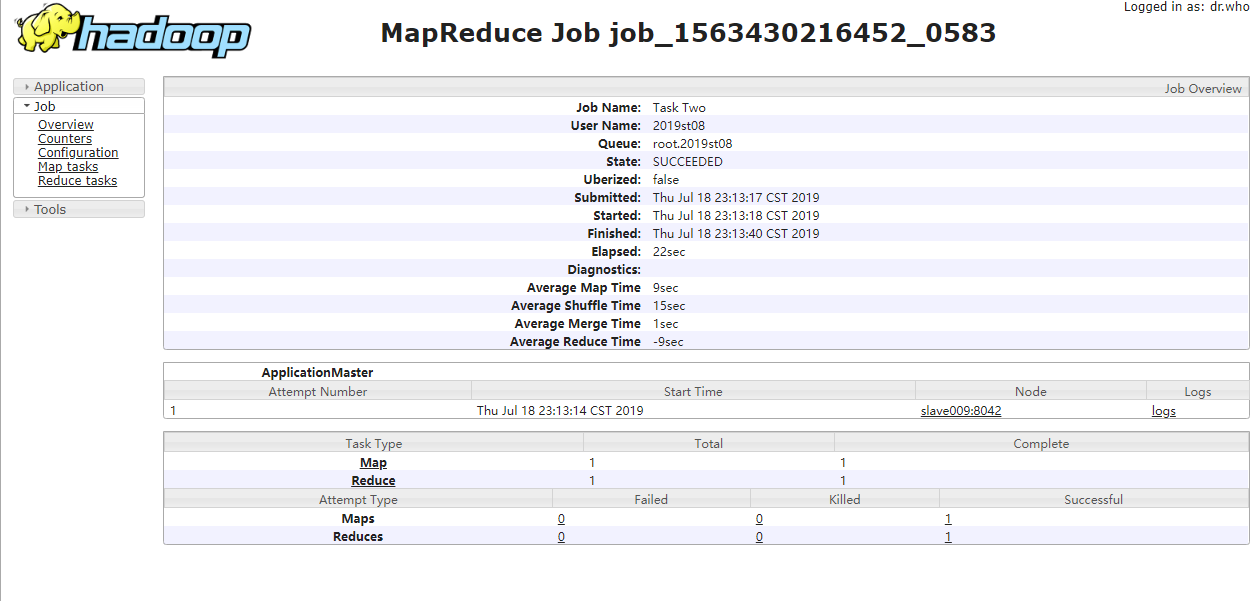 Logged in as: dr.who
hadoop
MapReduce Job job_1563430216452_0583
Application
Job
Overview
Counters
Configuration
Map tasks
Reduce tasks
Tools
Job Overview
Job Name: Task Two
User Name: 2019st08
Queue: root.2019st08
State: SUCCEEDED
Uberized: false
Submitted: Thu Jul 18 23:13:17 CST 2019
Started: Thu Jul 18 23:13:18 CST 2019
Finished: Thu Jul 18 23:13:40 CST 2019
Elapsed: 22sec
Diagnostics:
Average Map Time 9sec
Average Shuffle Time 15sec
Average Merge Time 1sec
Average Reduce Time -9sec
ApplicationMaster
Attempt Number Start Time Node Logs
1 Thu Jul 18 23:13:14 CST 2019 slave009:8042 logs
Task Type Total Complete
Map 1 1
Reduce 1 1
Attempt Type Failed Killed Successful
Maps 0 0 1
Reduces 0 0 1